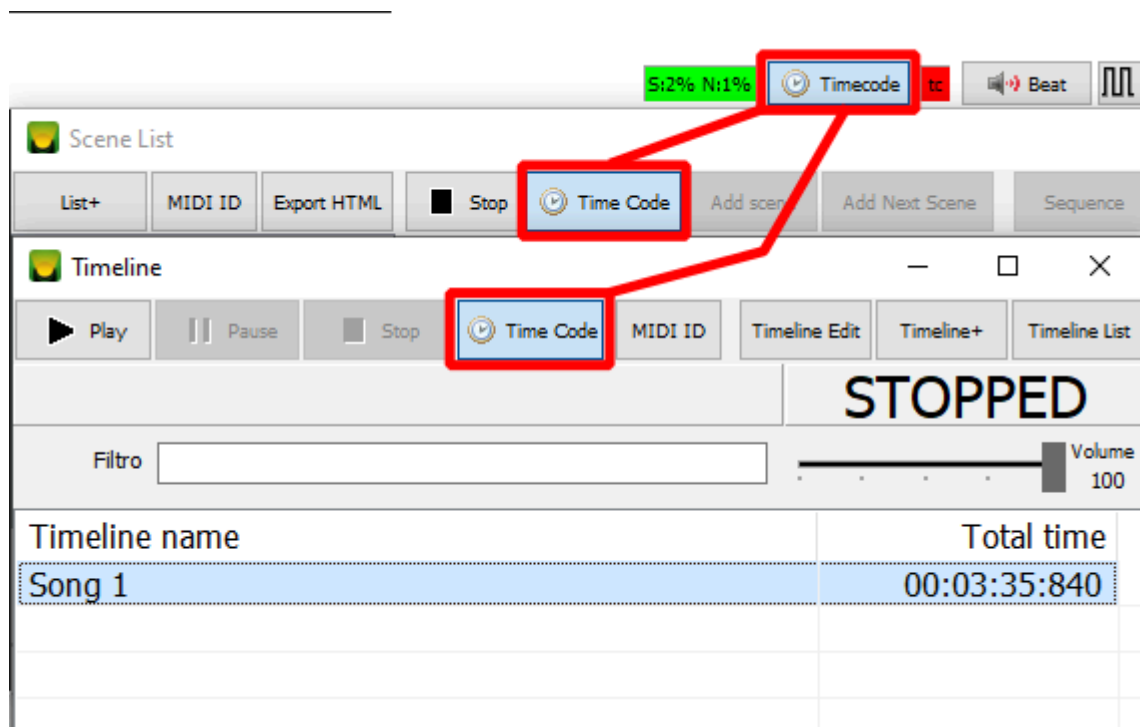 S:2% N:1% Timecode tc Beat
Scene List
List+ MIDI ID Export HTML Stop Time Code Add scene Add Next Scene Sequence
Timeline
Play Pause Stop Time Code MIDI ID Timeline Edit Timeline+ Timeline List
STOPPED
Filtro Volume
100
Timeline name Total time
Song 1 00:03:35:840